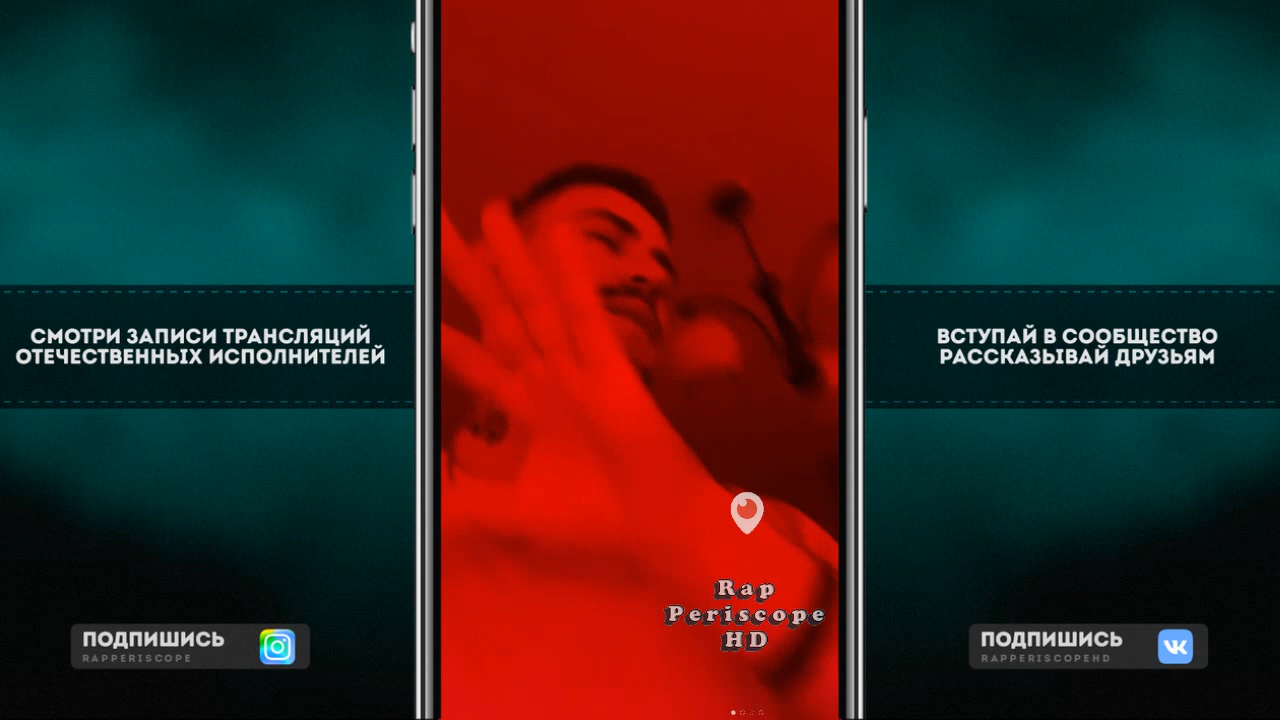 СМОТРИ ЗАПИСИ ТРАНСЛЯЦИЙ
ОТЕЧЕСТВЕННЫХ ИСПОЛНИТЕЛЕЙ
ВСТУПАЙ В СООБЩЕСТВО
РАССКАЗЫВАЙ ДРУЗЬЯМ
Rap
Periscope
HD
ПОДПИШИСЬ
RAPPERISCOPE
ПОДПИШИСЬ
RAPPERISCOPEHD